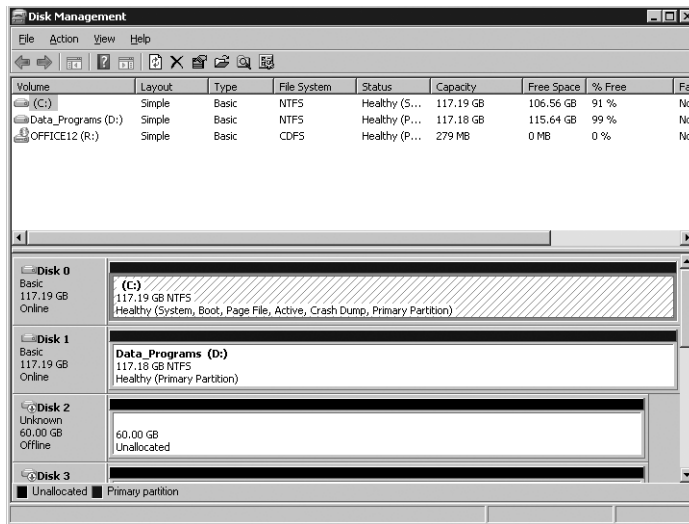 Disk Management
File Action View Help
Volume Layout Type File System Status Capacity Free Space % Free
(C:) Simple Basic NTFS Healthy (S... 117.19 GB 106.56 GB 91 % No
Data_Programs (D:) Simple Basic NTFS Healthy (P... 117.18 GB 115.64 GB 99 % No
OFFICE12 (R:) Simple Basic CDFS Healthy (P... 279 MB 0 MB 0 % No
Disk 0
Basic
117.19 GB
Online
(C:)
117.19 GB NTFS
Healthy (System, Boot, Page File, Active, Crash Dump, Primary Partition)
Disk 1
Basic
117.19 GB
Online
Data_Programs (D:)
117.18 GB NTFS
Healthy (Primary Partition)
Disk 2
Unknown
60.00 GB
Offline
60.00 GB
Unallocated
Disk 3
Unallocated Primary partition